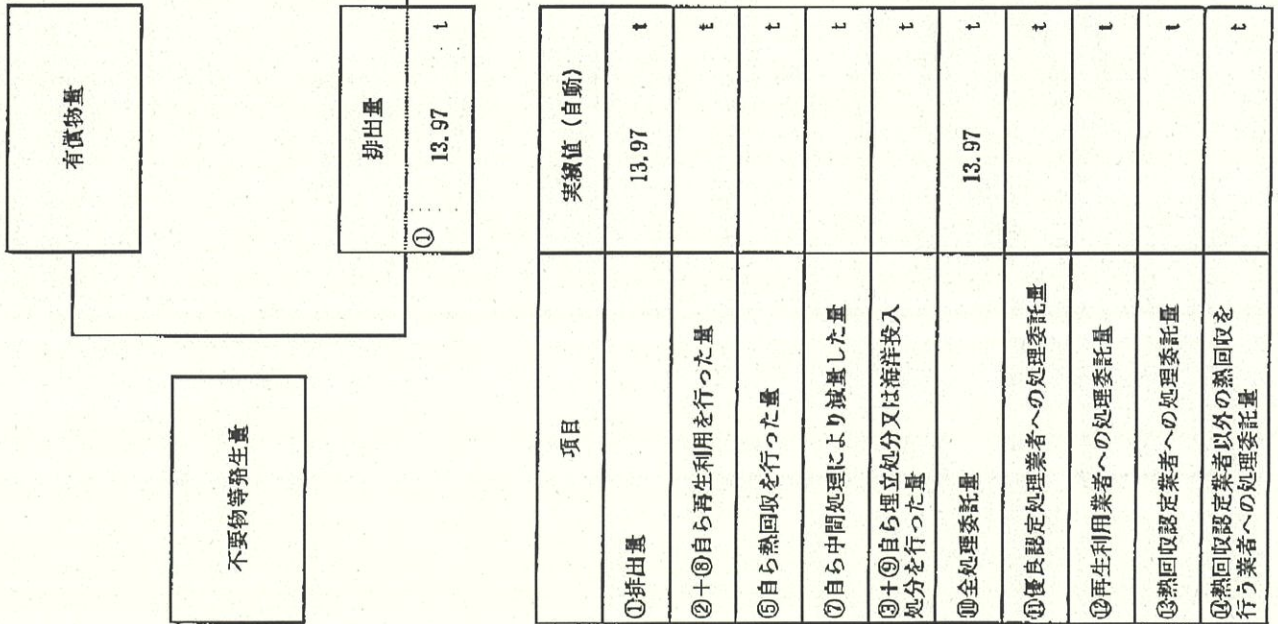 有償物量
不要物等発生量
排出量
① 13.97 t
項目 実績値（自動）
①排出量 13.97 t
②＋⑧自ら再生利用を行った量 t
⑤自ら熱回収を行った量 t
⑦自ら中間処理により減量した量 t
③＋⑨自ら埋立処分又は海洋投入
処分を行った量 t
⑩全処理委託量 13.97 t
⑪優良認定処理業者への処理委託量 t
⑫再生利用業者への処理委託量 t
⑬熱回収認定業者への処理委託量 t
⑭熱回収認定業者以外の熱回収を
行う業者への処理委託量 t